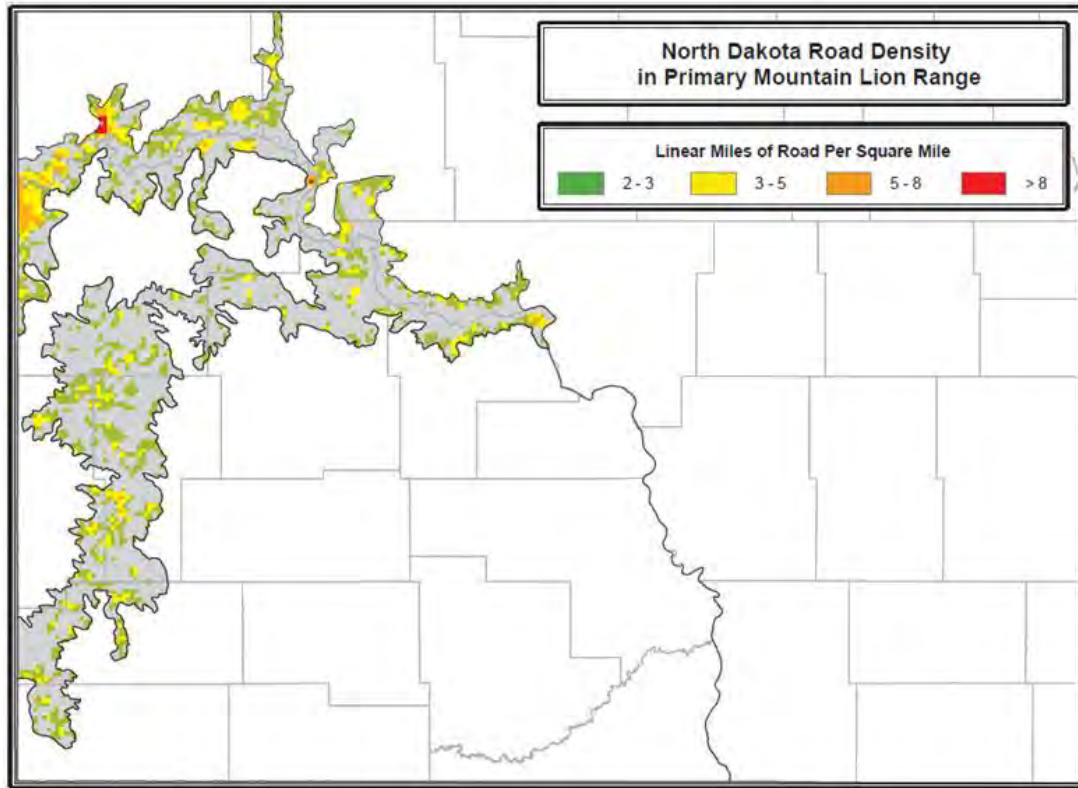 North Dakota Road Density
in Primary Mountain Lion Range
Linear Miles of Road Per Square Mile
2 - 3 3 - 5 5 - 8 > 8